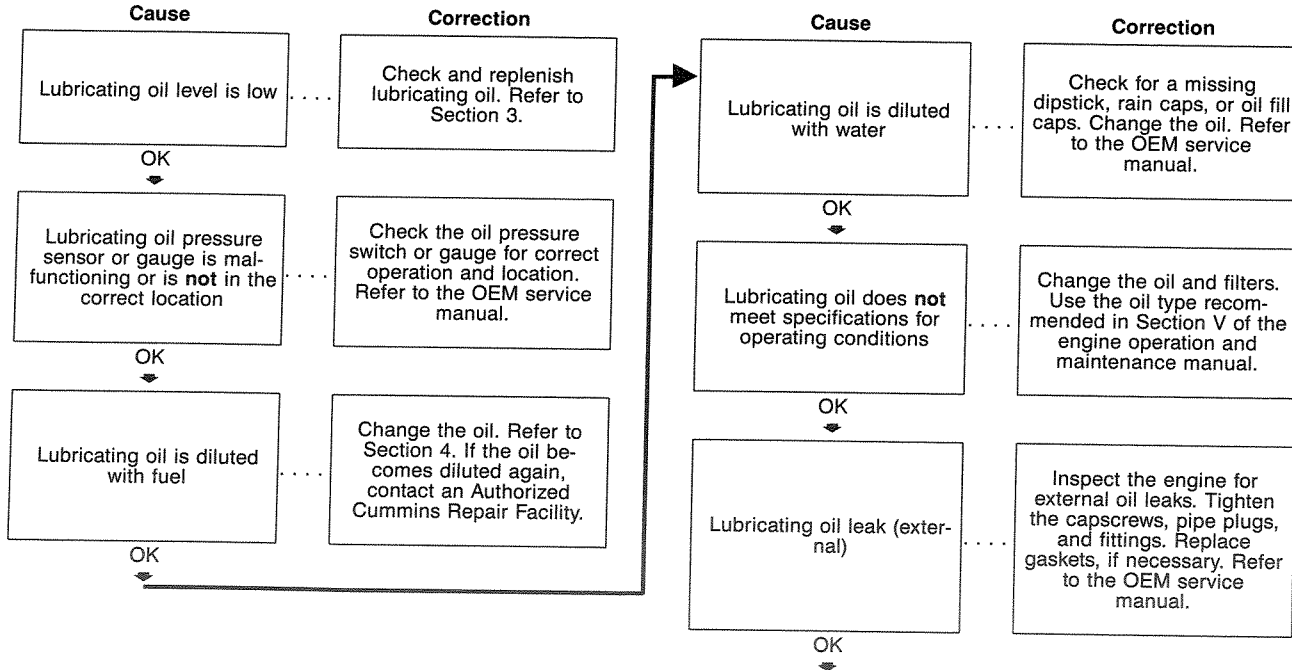 Cause
Correction
Lubricating oil level is low
Check and replenish
lubricating oil. Refer to
Section 3.
OK
Lubricating oil pressure
sensor or gauge is mal-
functioning or is not in the
correct location
Check the oil pressure
switch or gauge for correct
operation and location.
Refer to the OEM service
manual.
OK
Lubricating oil is diluted
with fuel
Change the oil. Refer to
Section 4. If the oil be-
comes diluted again,
contact an Authorized
Cummins Repair Facility.
OK
Cause
Correction
Lubricating oil is diluted
with water
Check for a missing
dipstick, rain caps, or oil fill
caps. Change the oil. Refer
to the OEM service
manual.
OK
Lubricating oil does not
meet specifications for
operating conditions
Change the oil and filters.
Use the oil type recom-
mended in Section V of the
engine operation and
maintenance manual.
OK
Lubricating oil leak (exter-
nal)
Inspect the engine for
external oil leaks. Tighten
the capscrews, pipe plugs,
and fittings. Replace
gaskets, if necessary. Refer
to the OEM service
manual.
OK